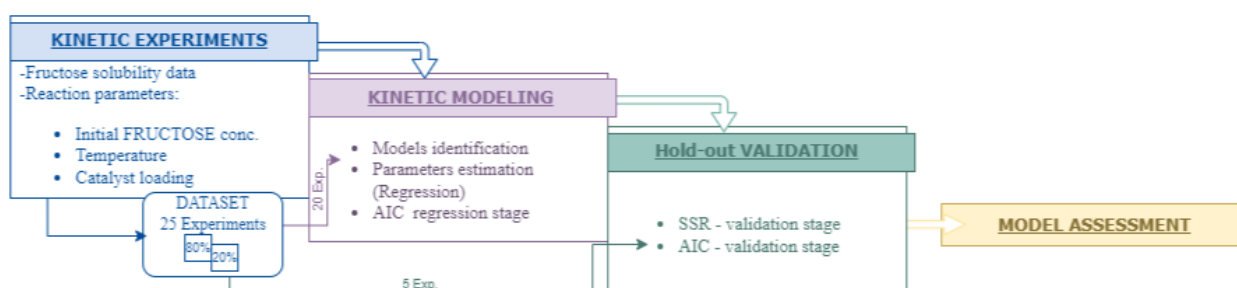 KINETIC EXPERIMENTS
-Fructose solubility data
-Reaction parameters:
• Initial FRUCTOSE conc.
• Temperature
• Catalyst loading
DATASET
25 Experiments
80%
20%
20 Exp.
KINETIC MODELING
• Models identification
• Parameters estimation
(Regression)
• AIC regression stage
5 Exp.
Hold-out VALIDATION
• SSR - validation stage
• AIC - validation stage
MODEL ASSESSMENT